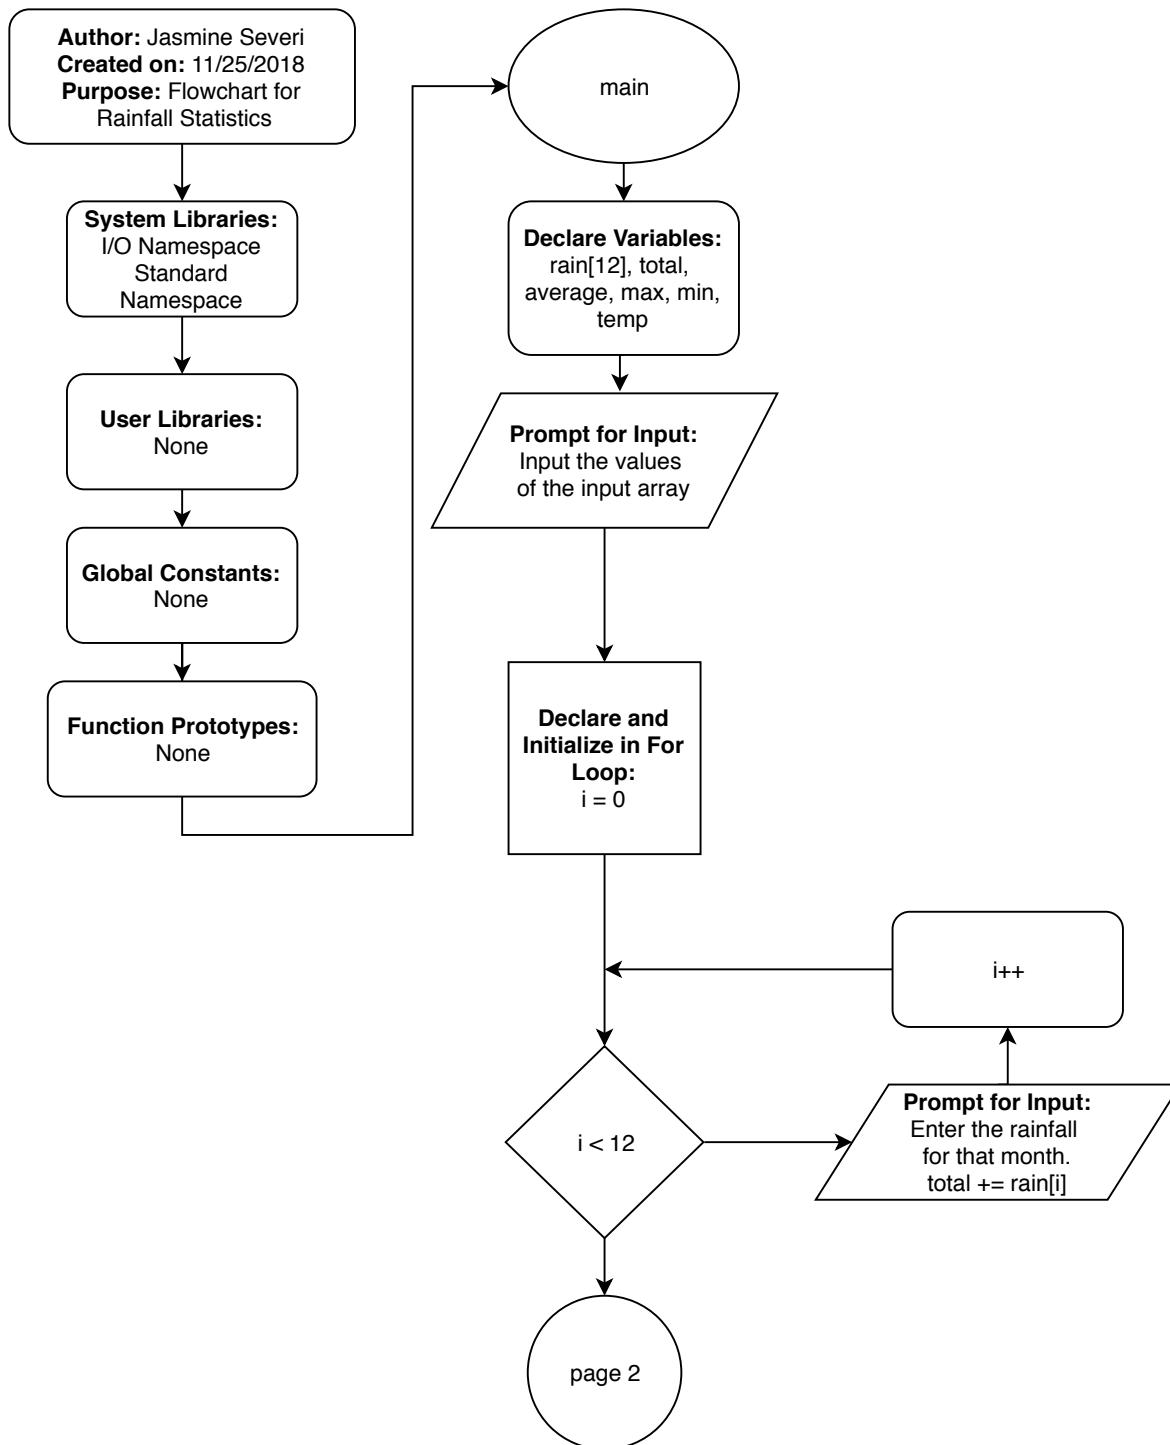 Author: Jasmine Severi
Created on: 11/25/2018
Purpose: Flowchart for
Rainfall Statistics
System Libraries:
I/O Namespace
Standard
Namespace
User Libraries:
None
Global Constants:
None
Function Prototypes:
None
main
Declare Variables:
rain[12], total,
average, max, min,
temp
Prompt for Input:
Input the values
of the input array
Declare and
Initialize in For
Loop:
i = 0
i++
i < 12
Prompt for Input:
Enter the rainfall
for that month.
total += rain[i]
page 2